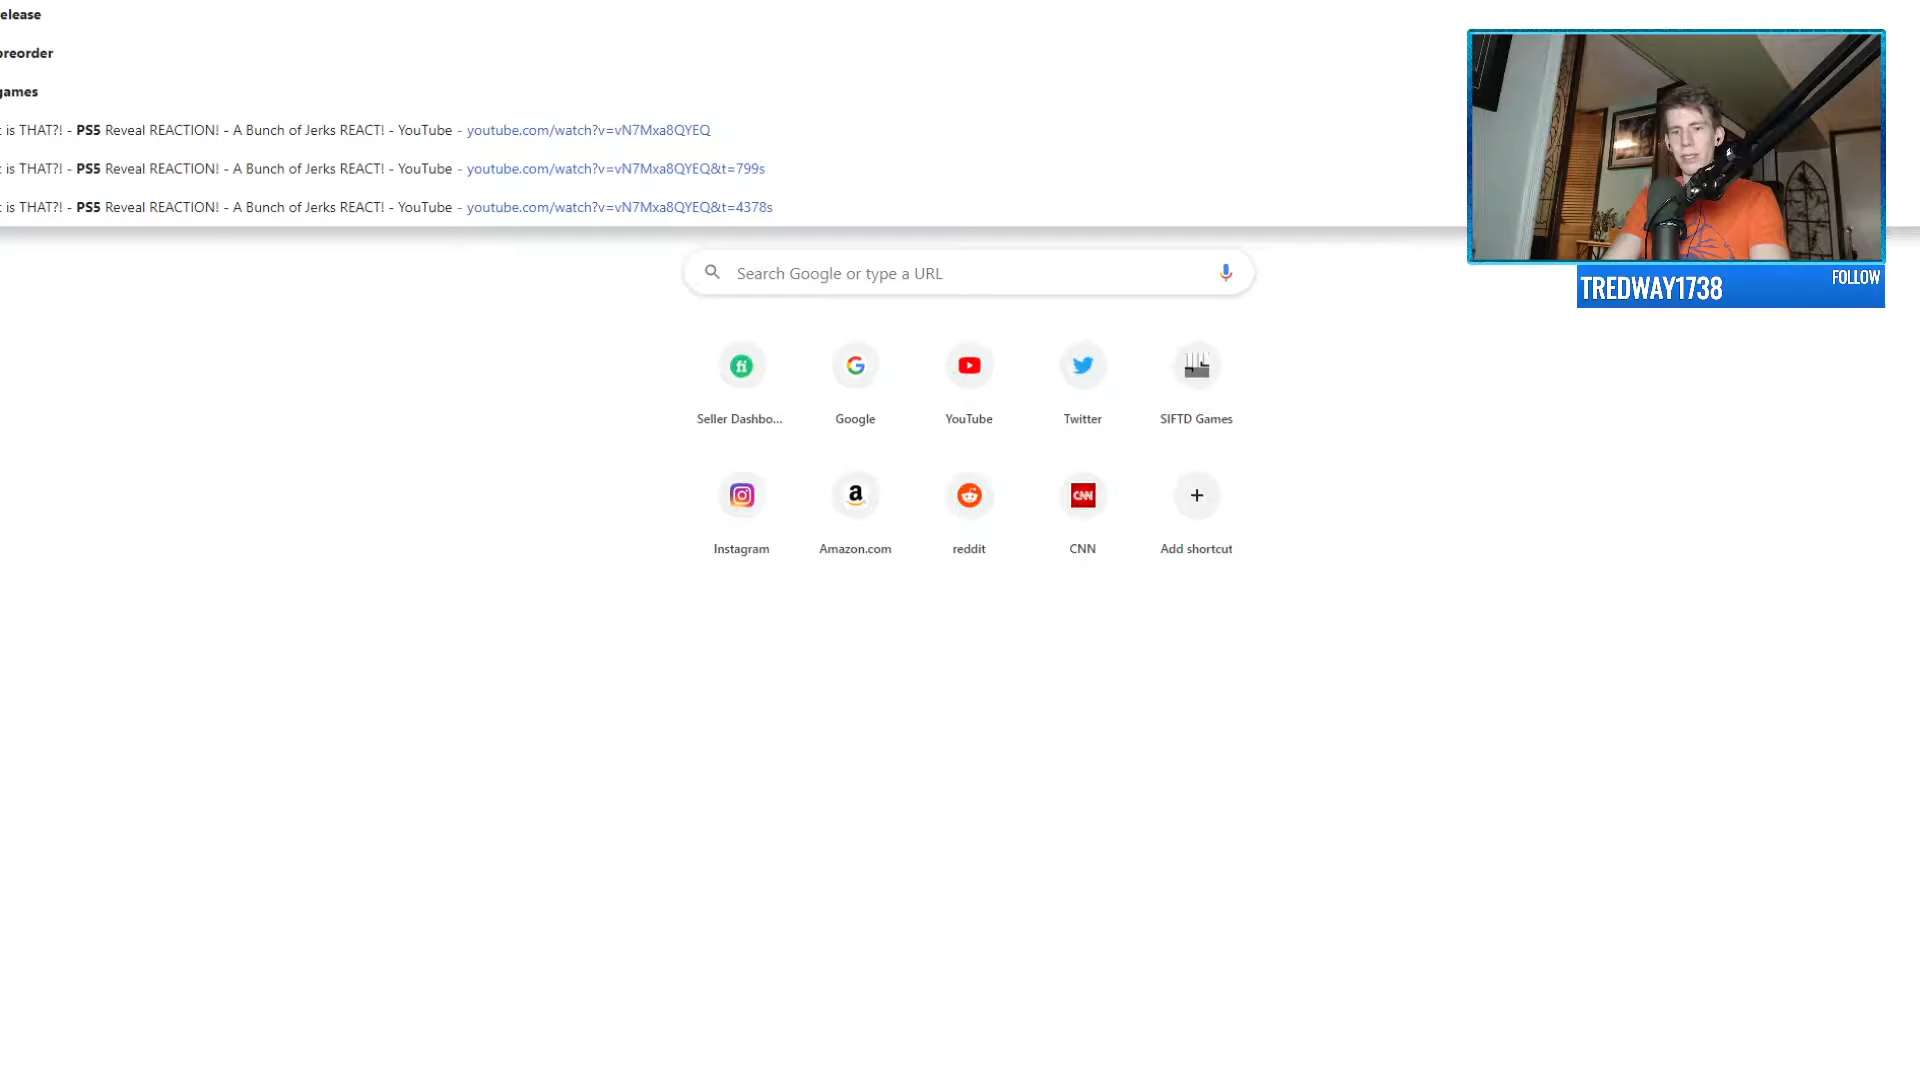 preorder
games
is THAT?! - PS5 Reveal REACTION! - A Bunch of Jerks REACT! - YouTube - youtube.com/watch?v=vN7Mxa8QYEQ
is THAT?! - PS5 Reveal REACTION! - A Bunch of Jerks REACT! - YouTube - youtube.com/watch?v=vN7Mxa8QYEQ&t=799s
is THAT?! - PS5 Reveal REACTION! - A Bunch of Jerks REACT! - YouTube - youtube.com/watch?v=vN7Mxa8QYEQ&t=4378s
TREDWAY1738
FOLLOW
Search Google or type a URL
fi
G
Seller Dashbo...
Google
YouTube
Twitter
SIFTD Games
a
CNN
+
Instagram
Amazon.com
reddit
CNN
Add shortcut